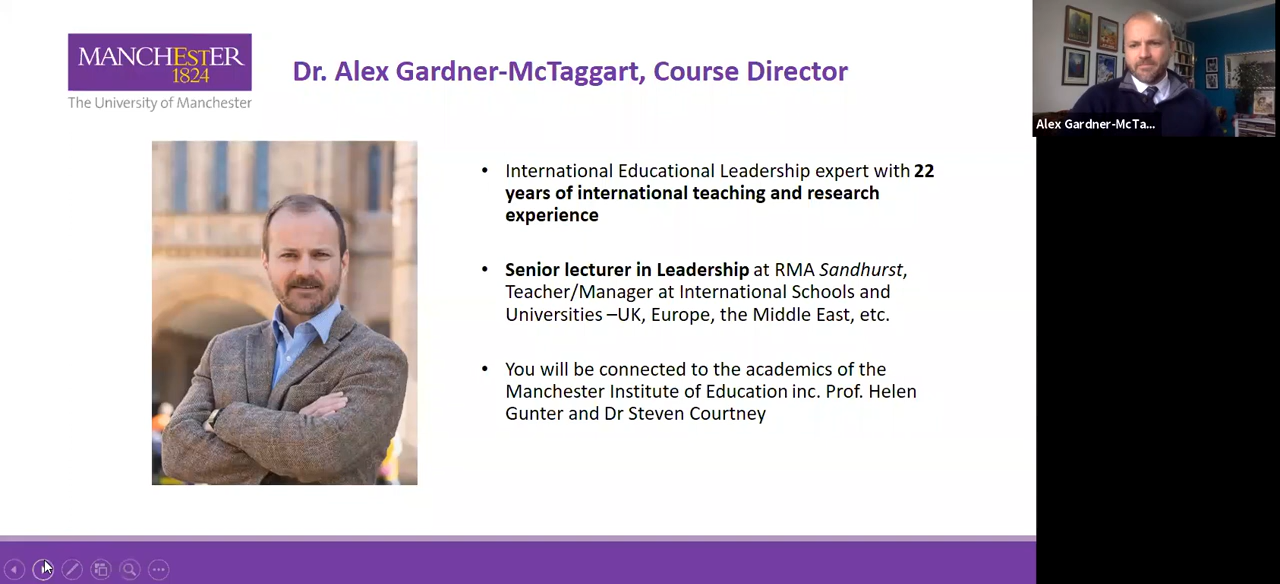 MANCHESTER
1824
The University of Manchester
Dr. Alex Gardner-McTaggart, Course Director
• International Educational Leadership expert with 22
years of international teaching and research
experience
• Senior lecturer in Leadership at RMA Sandhurst,
Teacher/Manager at International Schools and
Universities –UK, Europe, the Middle East, etc.
• You will be connected to the academics of the
Manchester Institute of Education inc. Prof. Helen
Gunter and Dr Steven Courtney
Alex Gardner-McTa...